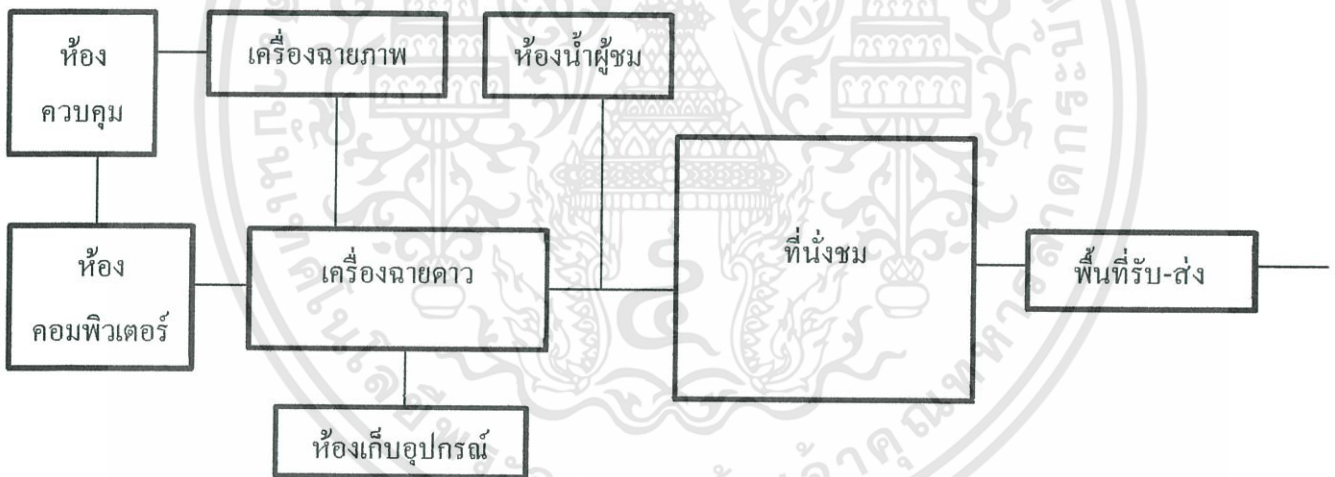 ห้อง
ควบคุม
เครื่องฉายภาพ
ห้องน้ำผู้ชม
ห้อง
คอมพิวเตอร์
เครื่องฉายดาว
ที่นั่งชม
พื้นที่รับ-ส่ง
ห้องเก็บอุปกรณ์